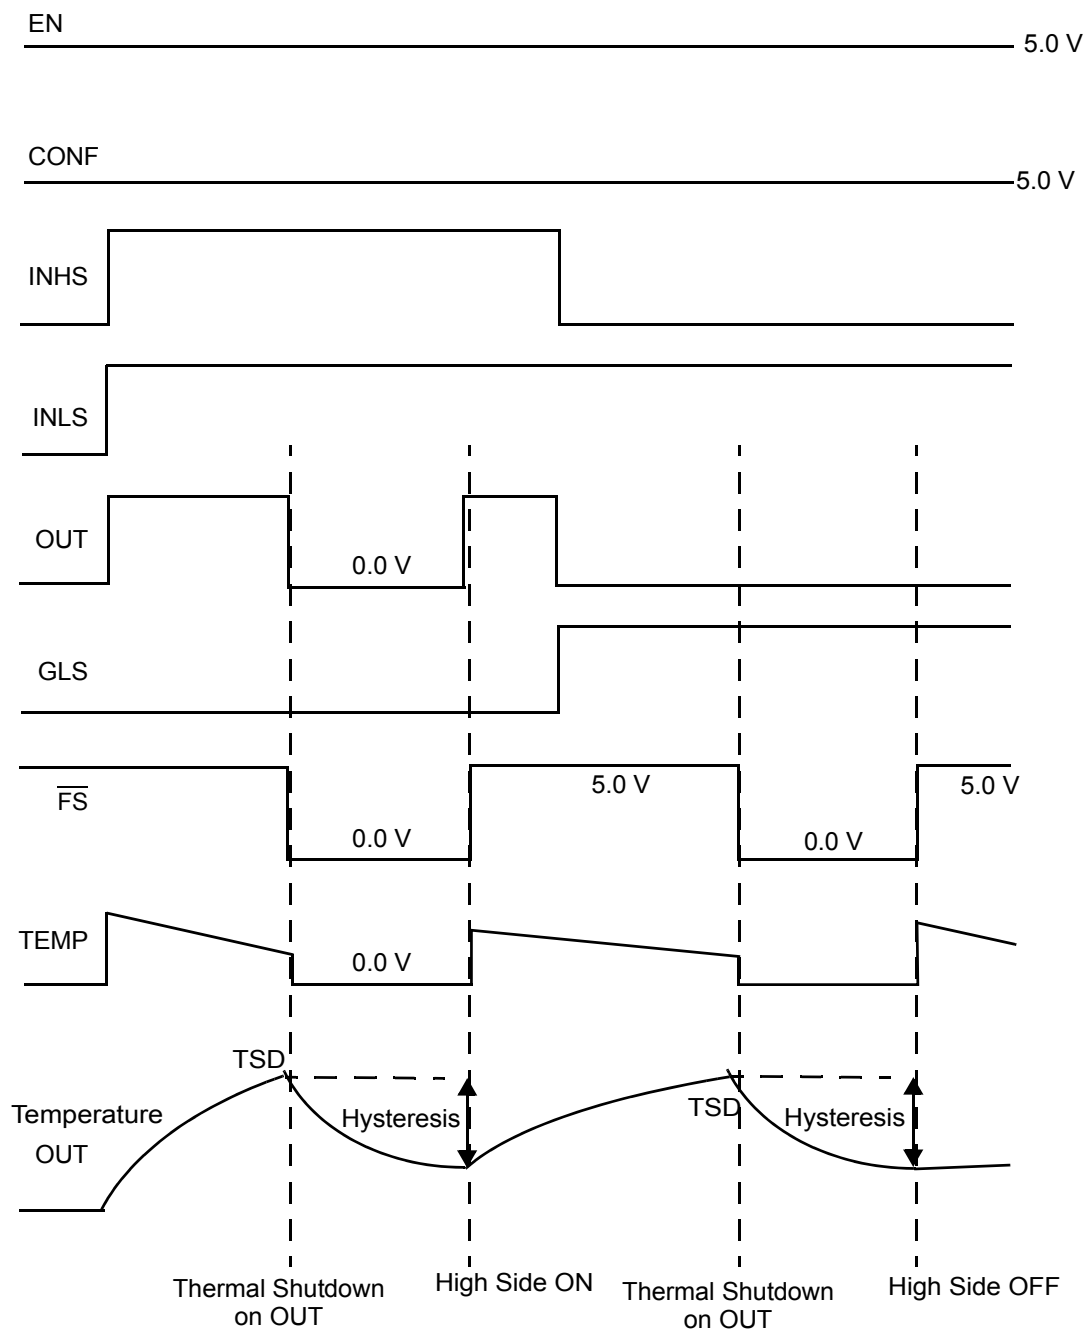 EN
5.0 V
CONF
5.0 V
INHS
INLS
OUT
0.0 V
GLS
FS
5.0 V
5.0 V
0.0 V
0.0 V
TEMP
0.0 V
TSD
TSD
Temperature
OUT
Hysteresis
Hysteresis
Thermal Shutdown
on OUT
High Side ON
Thermal Shutdown
on OUT
High Side OFF